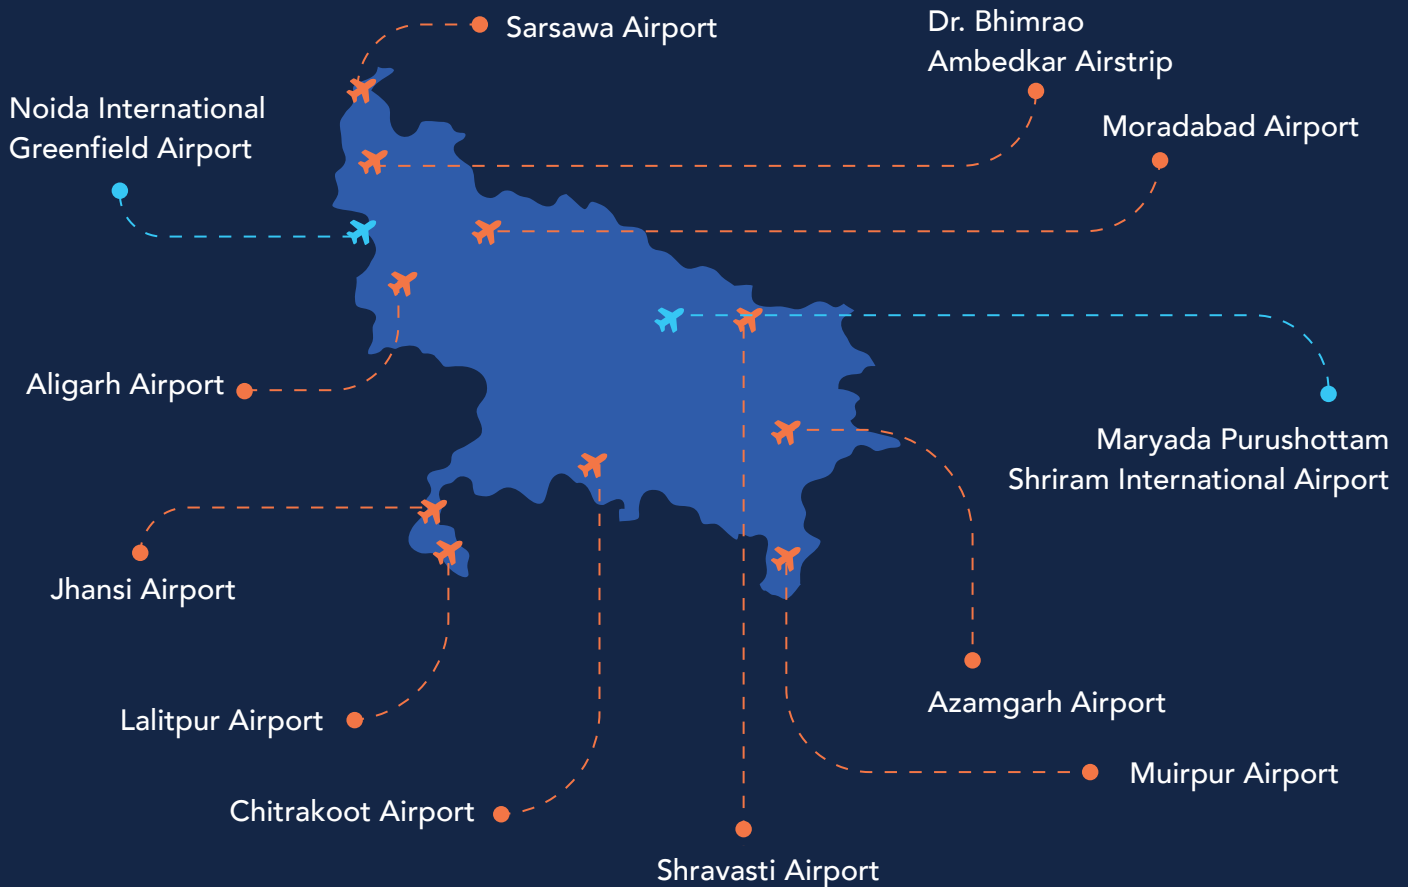 Sarsawa Airport
Dr. Bhimrao
Ambedkar Airstrip
Noida International
Greenfield Airport
Moradabad Airport
Aligarh Airport
Maryada Purushottam
Shriram International Airport
Jhansi Airport
Azamgarh Airport
Lalitpur Airport
Muirpur Airport
Chitrakoot Airport
Shravasti Airport